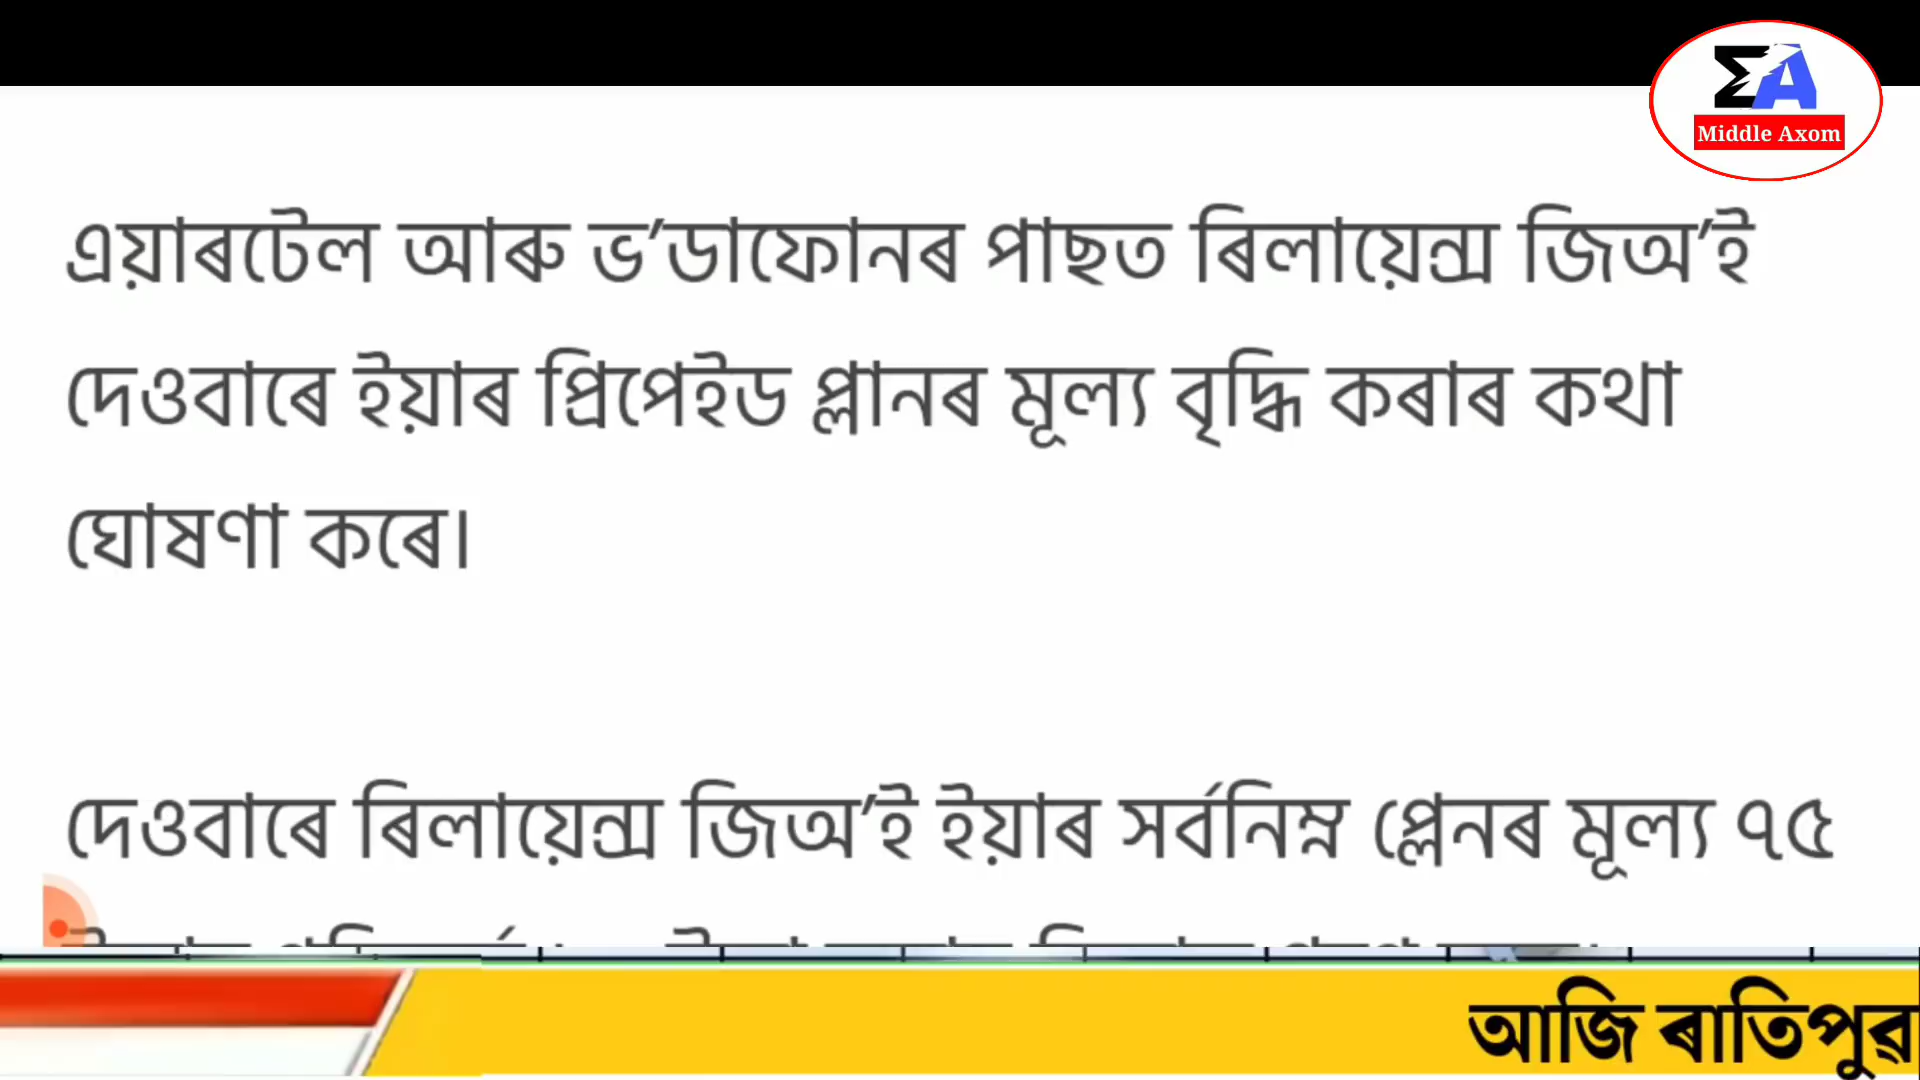 Middle Axom
এয়াৰটেল আৰু ভ’ডাফোনৰ পাছত ৰিলায়েন্স জিঅ’ই
দেওবাৰে ইয়াৰ প্ৰিপেইড প্লানৰ মূল্য বৃদ্ধি কৰাৰ কথা
ঘোষণা কৰে।
দেওবাৰে ৰিলায়েন্স জিঅ’ই ইয়াৰ সৰ্বনিম্ন প্লেনৰ মূল্য ৭৫
আজি ৰাতিপুৱ